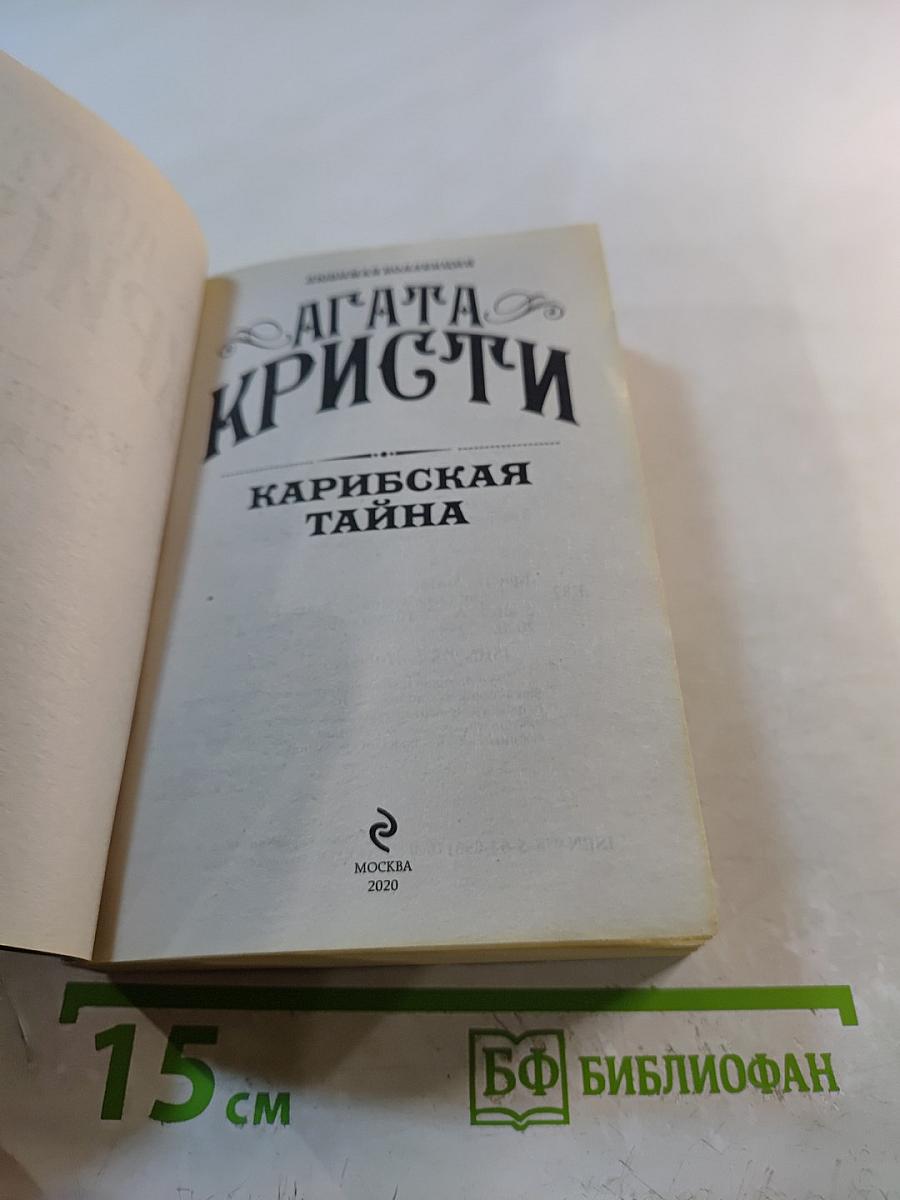 АГАТА
КРИСТИ
КАРИБСКАЯ
ТАЙНА
МОСКВА
2020
15 см
БФ БИБЛИОФАН